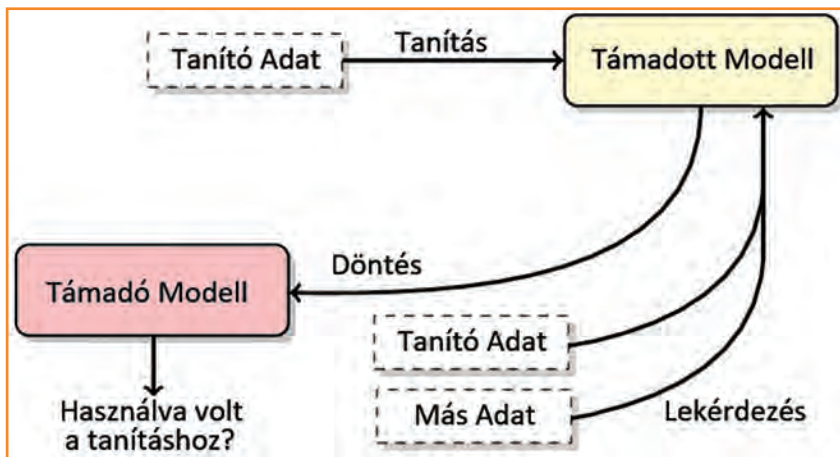 Tanító Adat
Tanítás
Támadott Modell
Támadó Modell
Döntés
Tanító Adat
Más Adat
Lekérdezés
Használva volt
a tanításhoz?